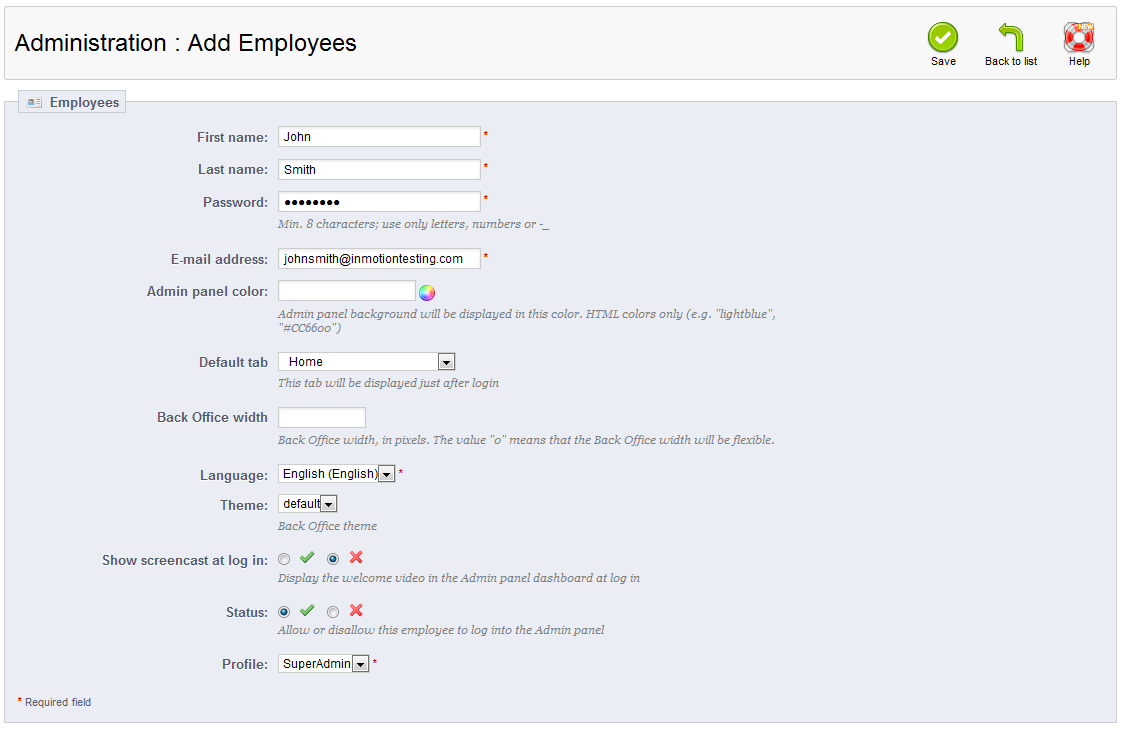 Administration : Add Employees
Save
Back to list
NEW
Help
Employees
First name: John *
Last name: Smith *
Password: ●●●●●●●● *
Min. 8 characters; use only letters, numbers or -_
E-mail address: johnsmith@inmotiontesting.com *
Admin panel color:
Admin panel background will be displayed in this color. HTML colors only (e.g. "lightblue",
"#CC6600")
Default tab Home
This tab will be displayed just after login
Back Office width
Back Office width, in pixels. The value "0" means that the Back Office width will be flexible.
Language: English (English) *
Theme: default
Back Office theme
Show screencast at log in:
Display the welcome video in the Admin panel dashboard at log in
Status:
Allow or disallow this employee to log into the Admin panel
Profile: SuperAdmin *
* Required field